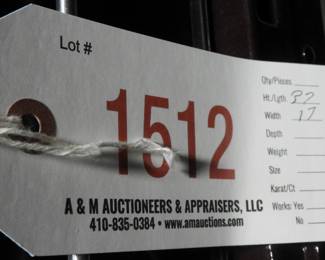 Lot #
1512
A & M AUCTIONEERS & APPRAISERS, LLC
410-835-0384 • www.amauctions.com
Qty/Pieces
Ht./Lgth 32
Width 17
Depth
Weight
Size
Karat/Ct
Works: Yes
No